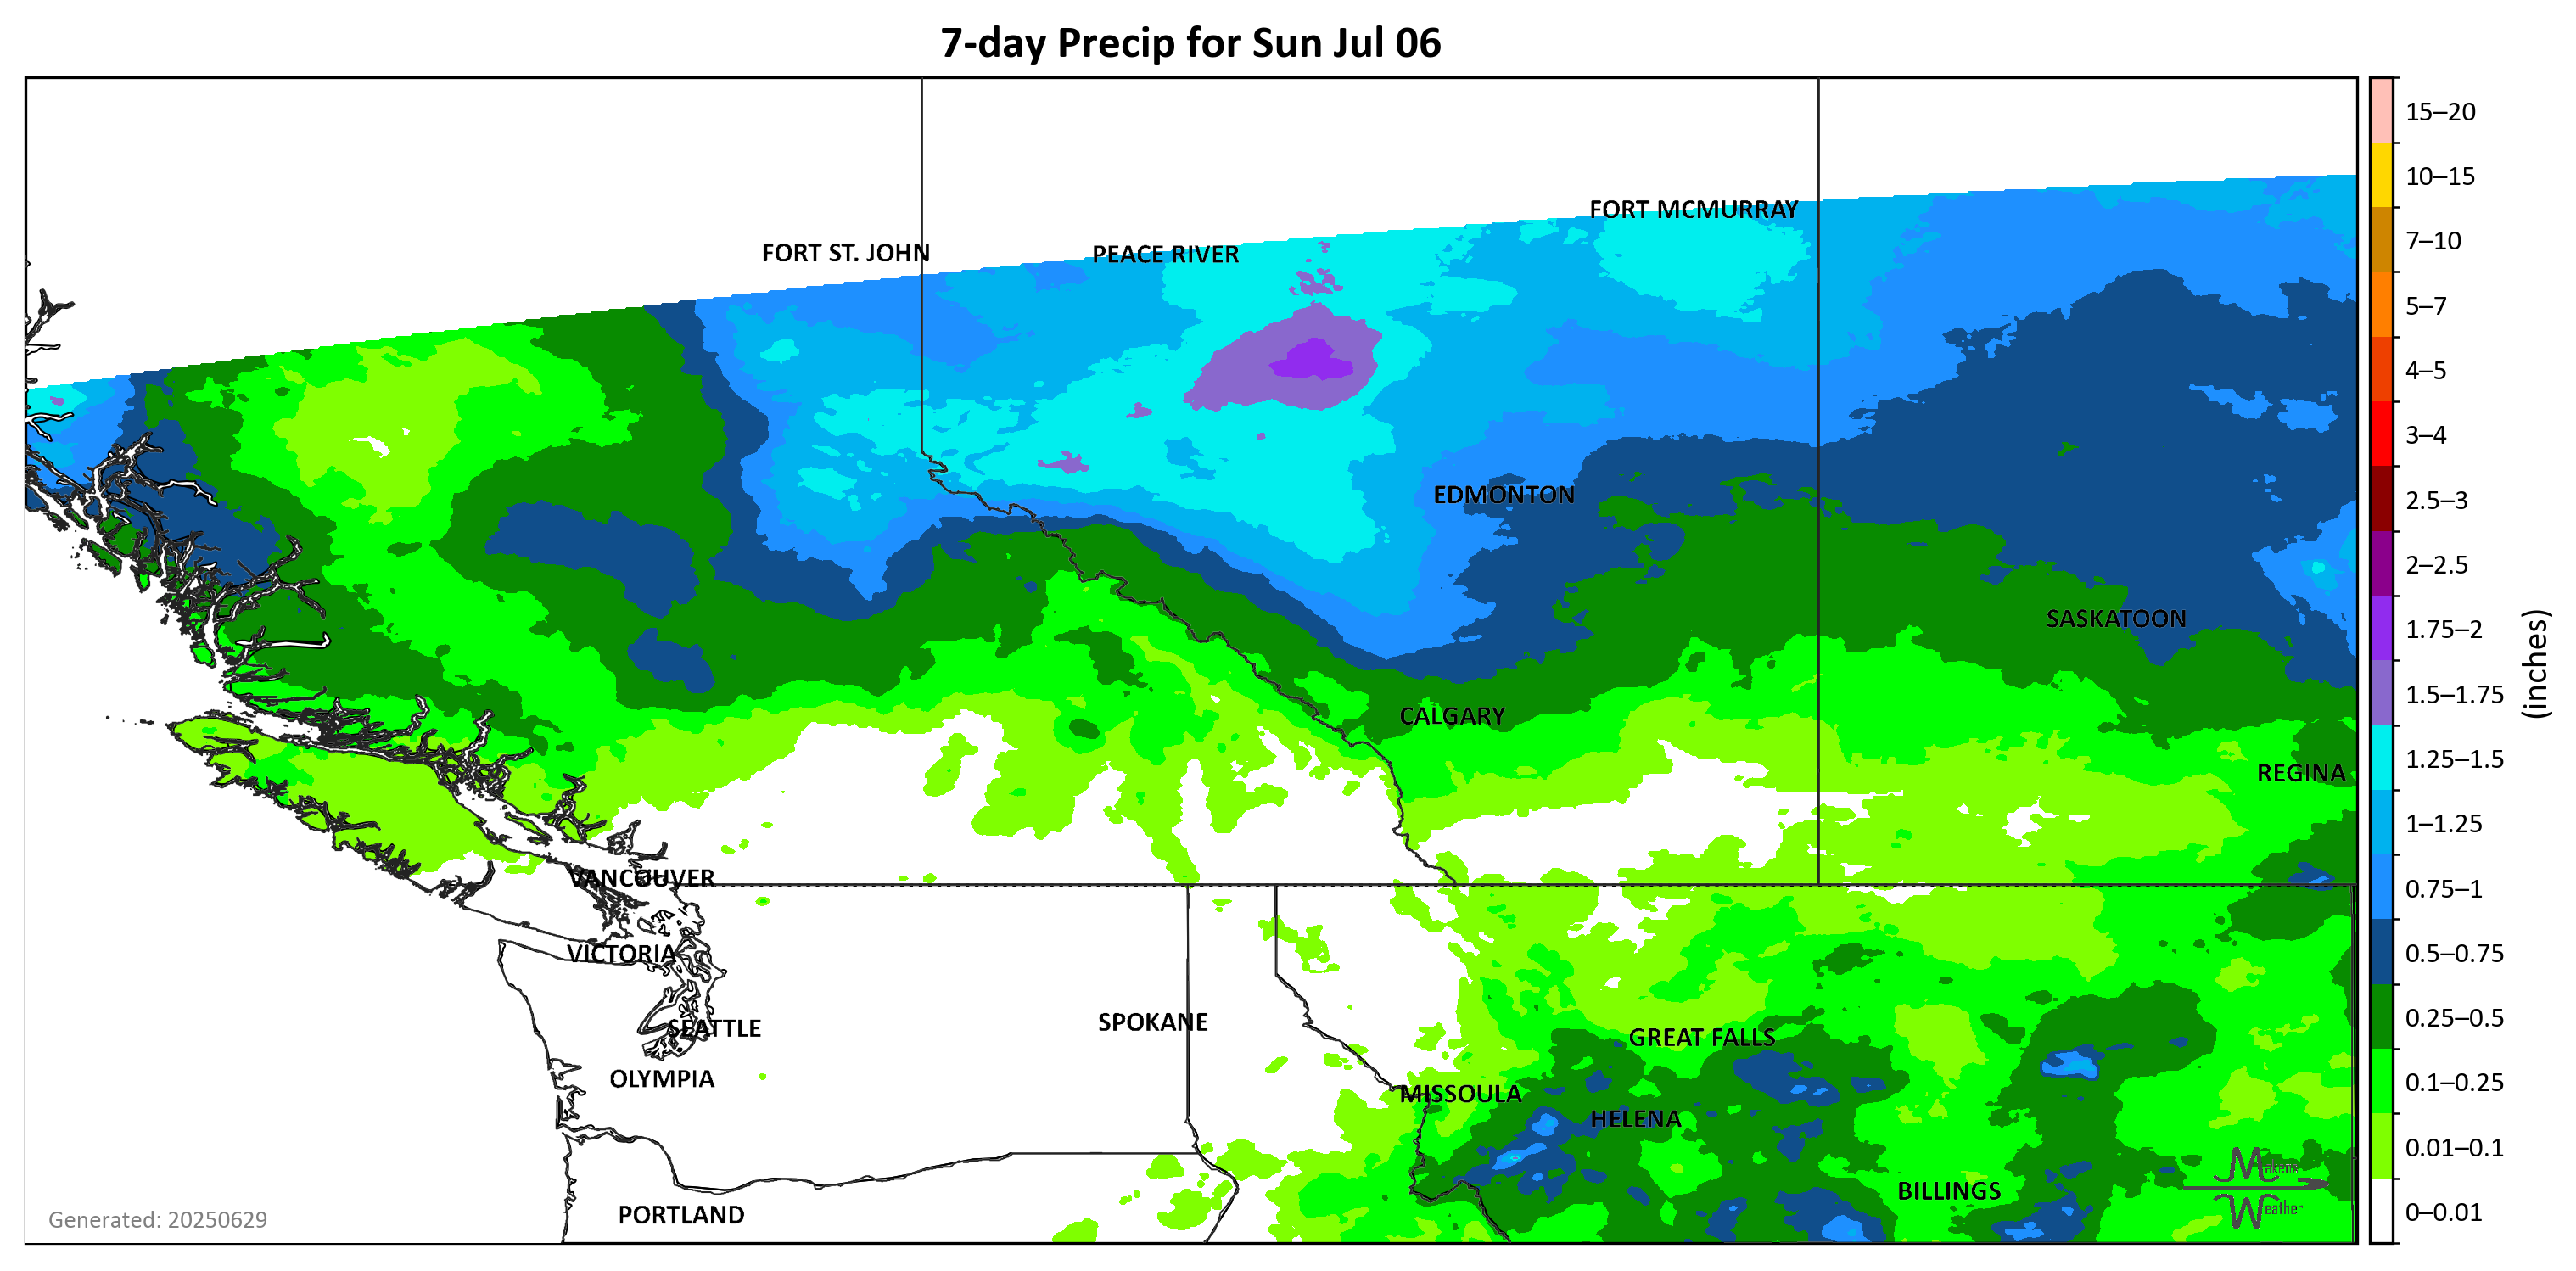 7-day Precip for Sun Jul 06
15–20
10–15
FORT MCMURRAY
7–10
FORT ST. JOHN
PEACE RIVER
5–7
4–5
3–4
EDMONTON
2.5–3
2–2.5
SASKATOON
1.75–2
(inches)
1.5–1.75
CALGARY
1.25–1.5
REGINA
1–1.25
VANCOUVER
0.75–1
VICTORIA
0.5–0.75
SPOKANE
0.25–0.5
SEATTLE
GREAT FALLS
OLYMPIA
0.1–0.25
MISSOULA
HELENA
0.01–0.1
Mekene
BILLINGS
Weather
PORTLAND
0–0.01
Generated: 20250629